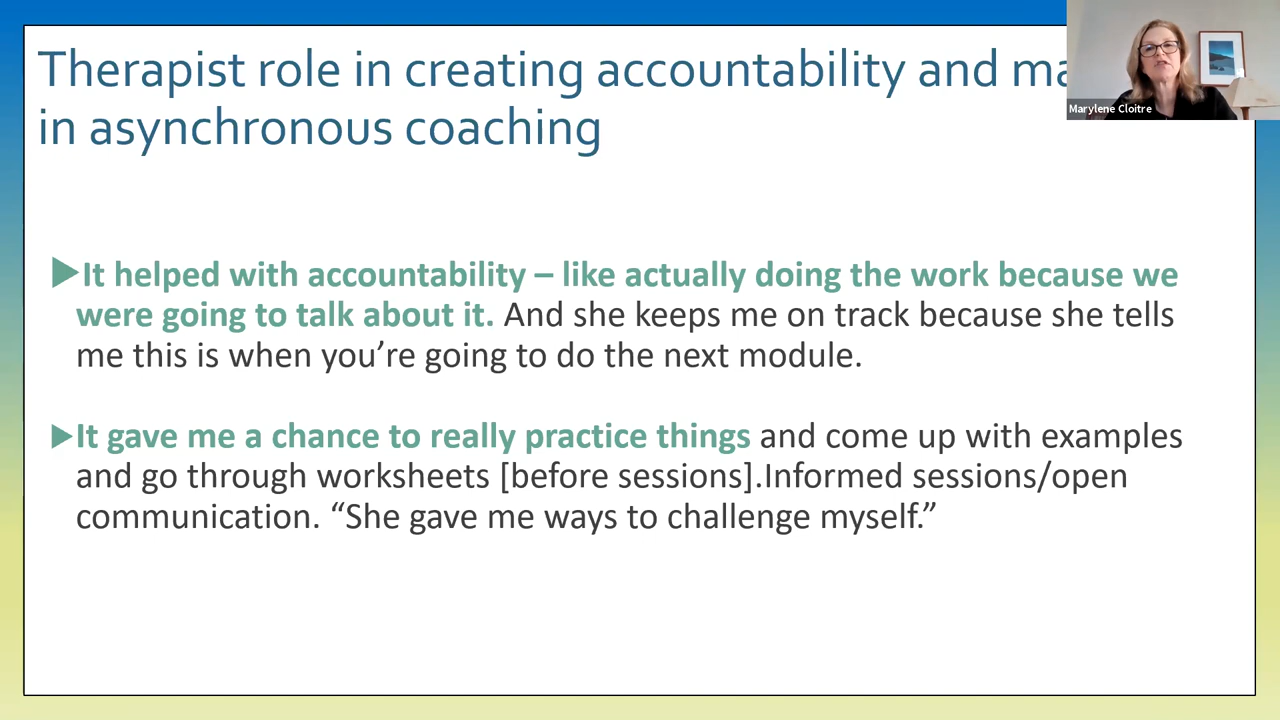 Therapist role in creating accountability and
in asynchronous coaching
Marylene Cloitre
It helped with accountability – like actually doing the work because we
were going to talk about it. And she keeps me on track because she tells
me this is when you’re going to do the next module.
It gave me a chance to really practice things and come up with examples
and go through worksheets [before sessions].Informed sessions/open
communication. “She gave me ways to challenge myself.”